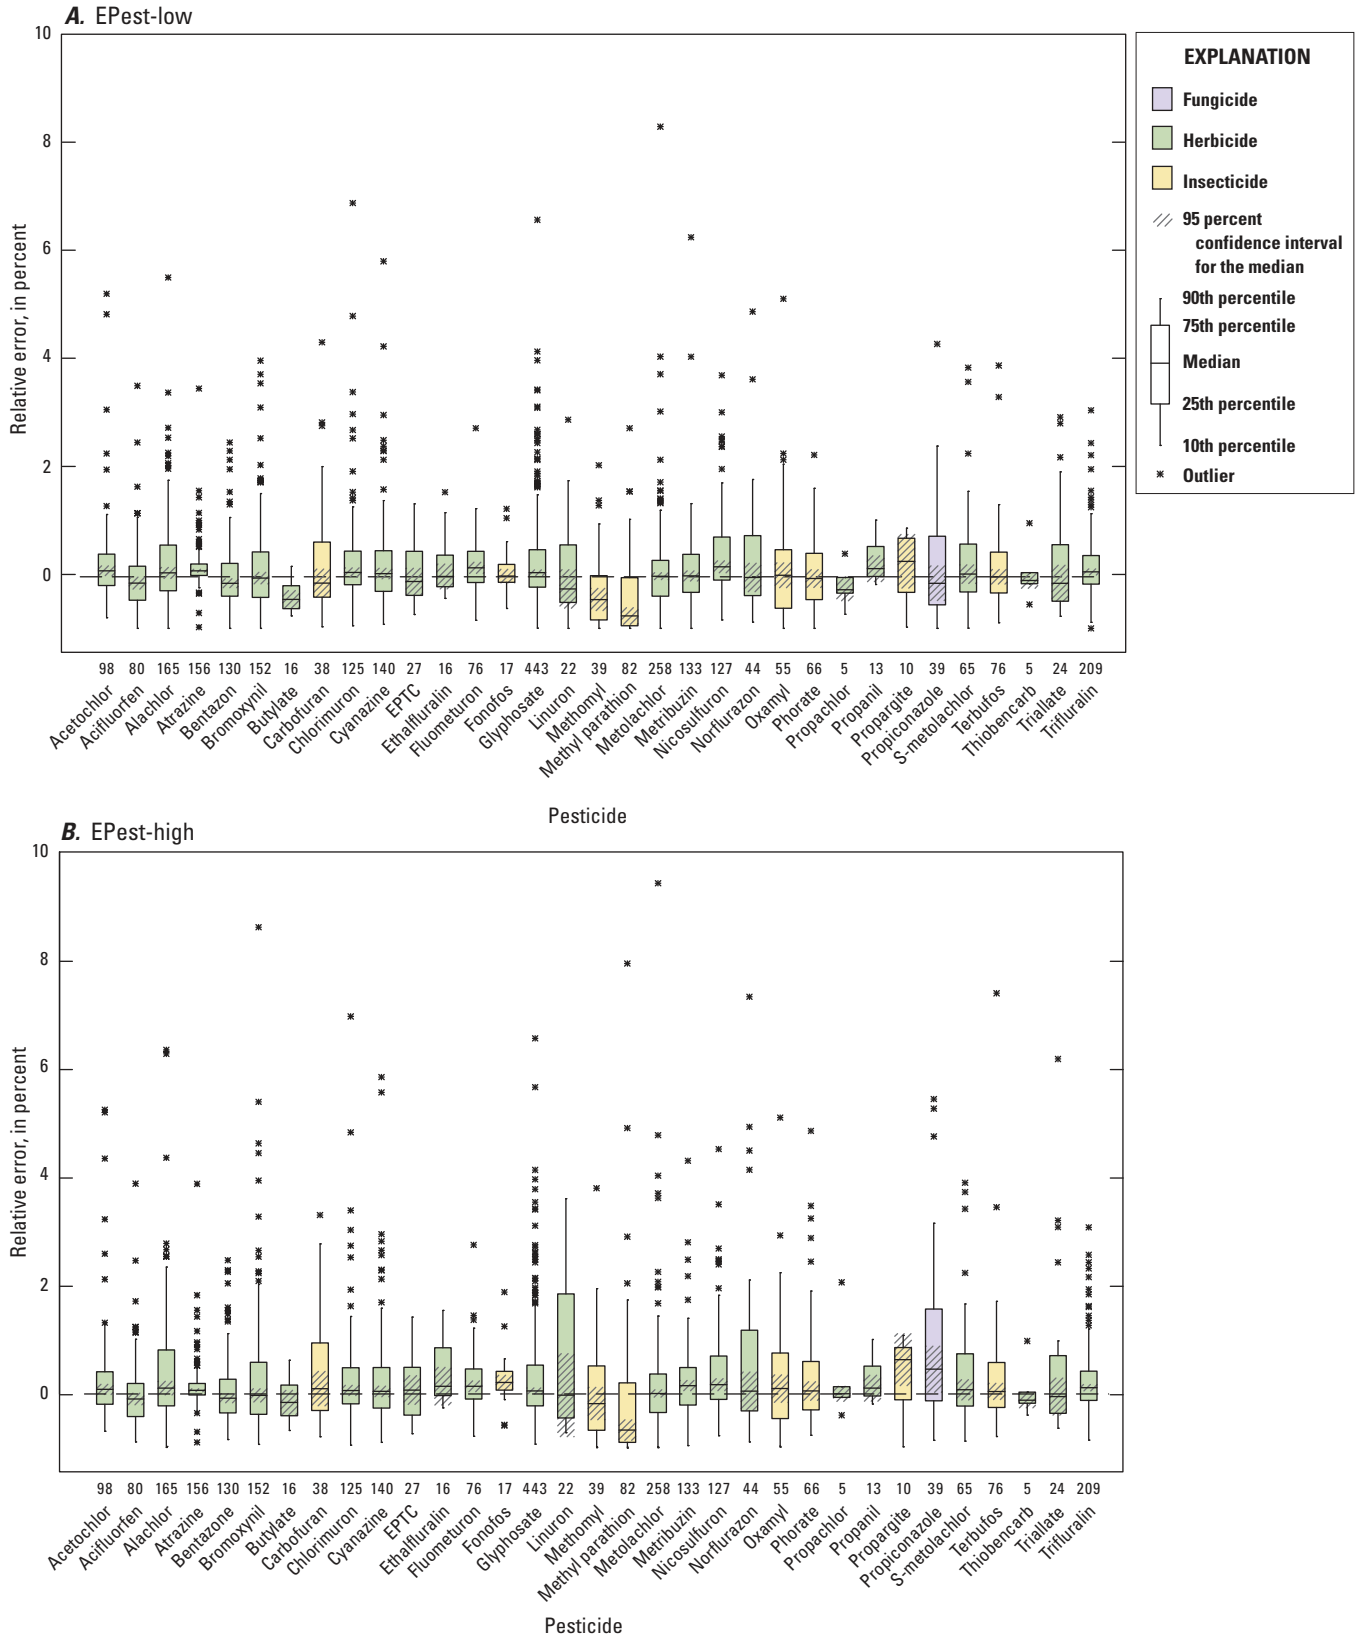 A. EPest-low
10
8
6
4
2
0
Relative error, in percent
98 80 165 156 130 152 16 38 125 140 27 16 76 17 443 22 39 82 258 133 127 44 55 66 5 13 10 39 65 76 5 24 209
Acetochlor
Acifluorfen
Alachlor
Atrazine
Bentazon
Bromoxynil
Butylate
Carbofuran
Chlorimuron
Cyanazine
EPTC
Ethalfluralin
Fluometuron
Fonofos
Glyphosate
Linuron
Methomyl
Methyl parathion
Metolachlor
Metribuzin
Nicosulfuron
Norflurazon
Oxamyl
Phorate
Propachlor
Propanil
Propargite
Propiconazole
S-metolachlor
Terbufos
Thiobencarb
Triallate
Trifluralin
Pesticide
EXPLANATION
Fungicide
Herbicide
Insecticide
95 percent
confidence interval
for the median
90th percentile
75th percentile
Median
25th percentile
10th percentile
Outlier
B. EPest-high
10
8
6
4
2
0
Relative error, in percent
98 80 165 156 130 152 16 38 125 140 27 16 76 17 443 22 39 82 258 133 127 44 55 66 5 13 10 39 65 76 5 24 209
Acetochlor
Acifluorfen
Alachlor
Atrazine
Bentazone
Bromoxynil
Butylate
Carbofuran
Chlorimuron
Cyanazine
EPTC
Ethalfluralin
Fluometuron
Fonofos
Glyphosate
Linuron
Methomyl
Methyl parathion
Metolachlor
Metribuzin
Nicosulfuron
Norflurazon
Oxamyl
Phorate
Propachlor
Propanil
Propargite
Propiconazole
S-metolachlor
Terbufos
Thiobencarb
Triallate
Trifluralin
Pesticide